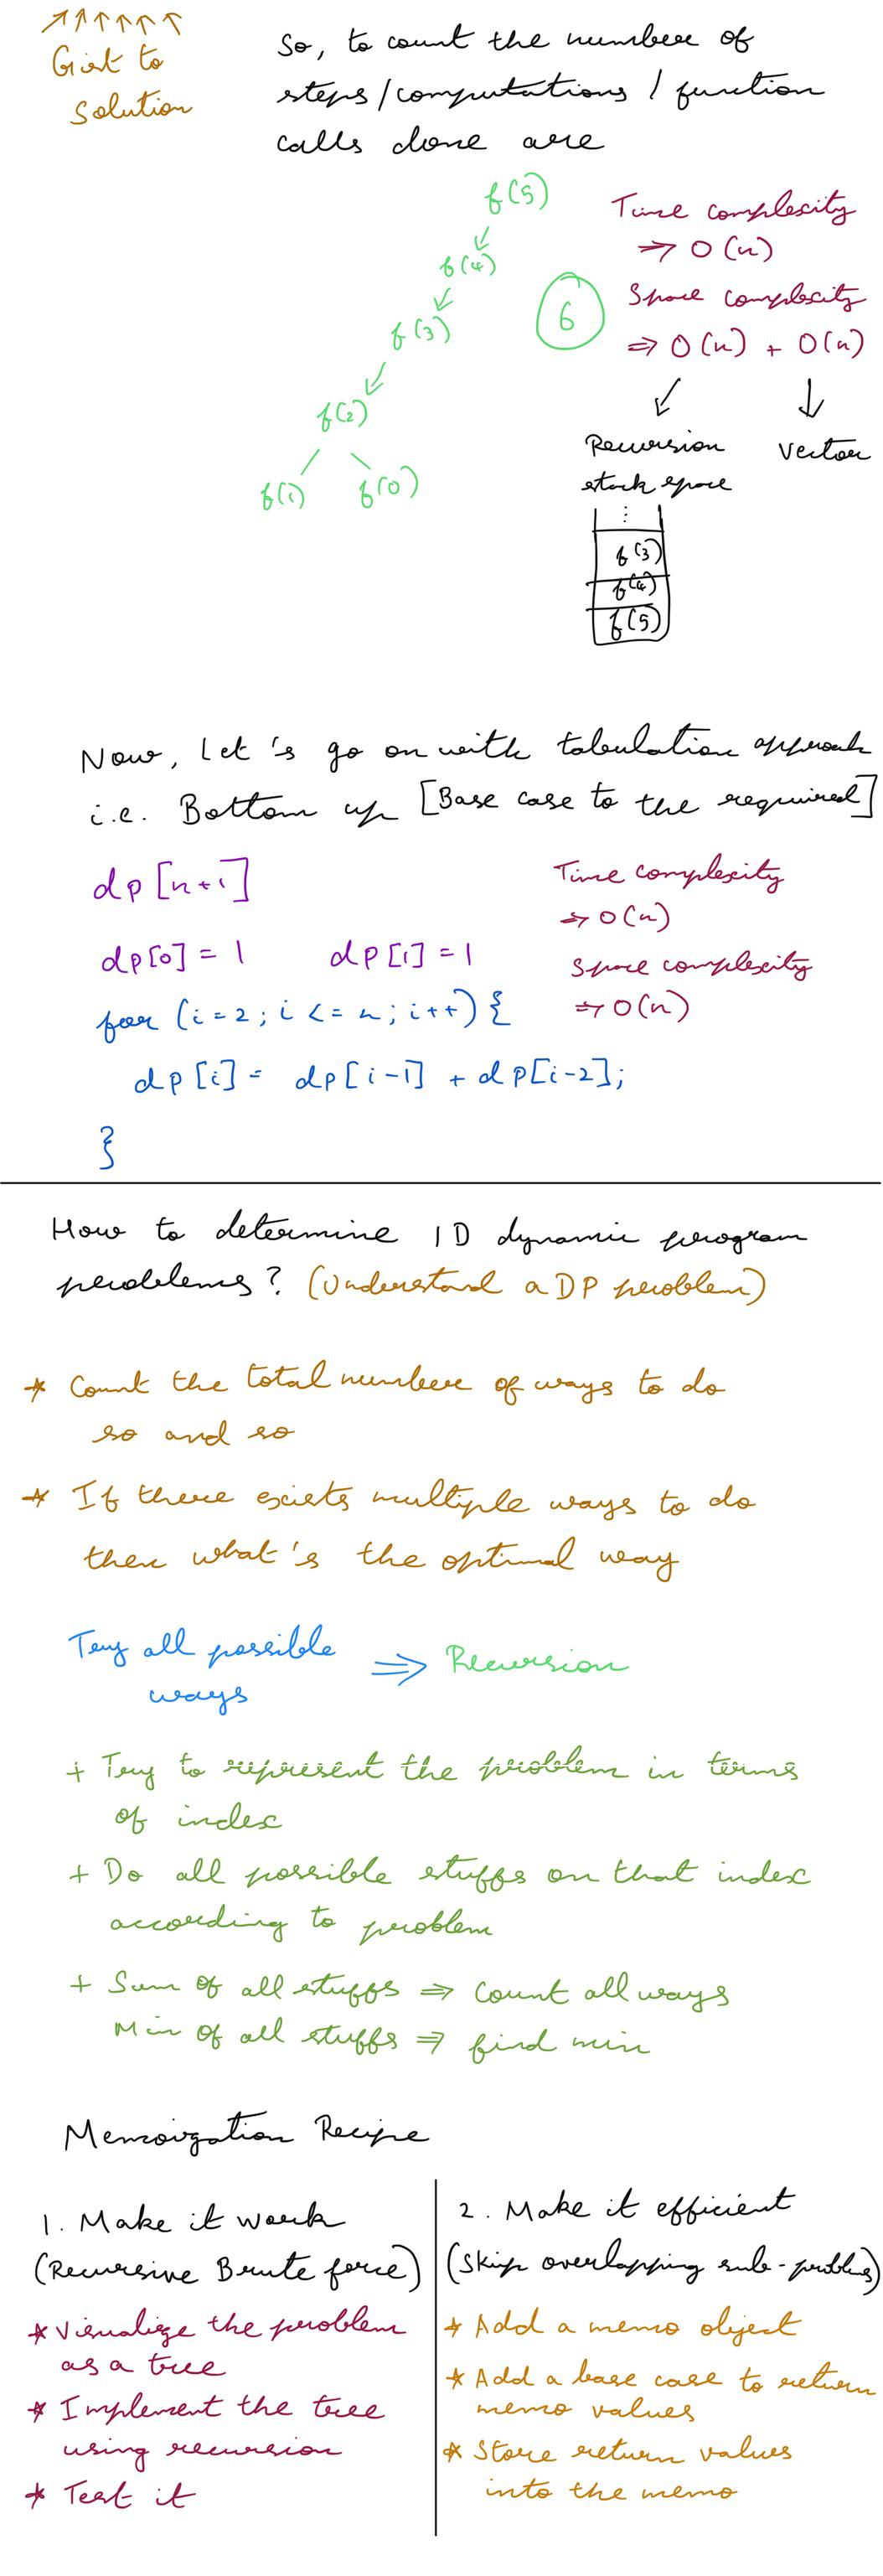 Gist to
Solution
So, to count the number of
steps/computations / function
calls done are
f(5)
f(4)
f(3)
f(2)
f(1) f(0)
6
Time complexity
⇒ O(n)
Space complexity
⇒ O(n) + O(n)
Recursion
stack space
Vector
⋮
f(3)
f(4)
f(5)
Now, Let's go on with tabulation approach
i.e. Bottom up [Base case to the required]
dp[n+1]
dp[0] = 1 dp[1] = 1
for (i=2; i<=n; i++) {
dp[i] = dp[i-1] + dp[i-2];
}
Time complexity
⇒ O(n)
Space complexity
⇒ O(n)
How to determine 1D dynamic program
problems? (Understand a DP problem)
* Count the total number of ways to do
so and so
* If there exists multiple ways to do
then what's the optimal way
Try all possible
ways
⇒ Recursion
+ Try to represent the problem in terms
of index
+ Do all possible stuffs on that index
according to problem
+ Sum of all stuffs ⇒ Count all ways
Min of all stuffs ⇒ find min
Memoization Recipe
1. Make it work
(Recursive Brute force)
* Visualize the problem
as a tree
* Implement the tree
using recursion
* Test it
2. Make it efficient
(Skip overlapping sub-problems)
* Add a memo object
* Add a base case to return
memo values
* Store return values
into the memo